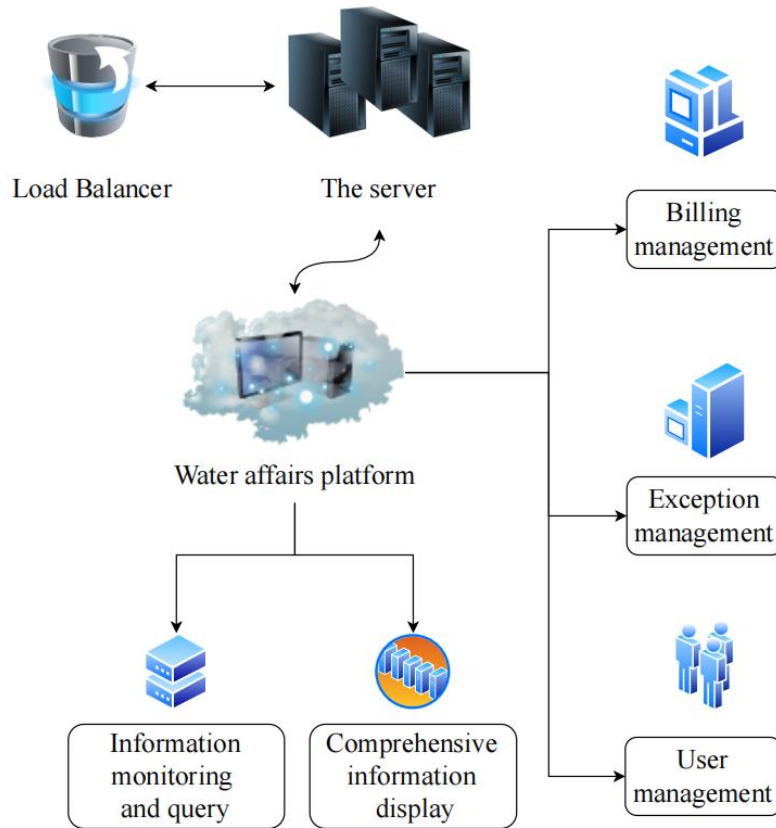 Load Balancer
The server
Billing
management
Water affairs platform
Exception
management
Information
monitoring
and query
Comprehensive
information
display
User
management